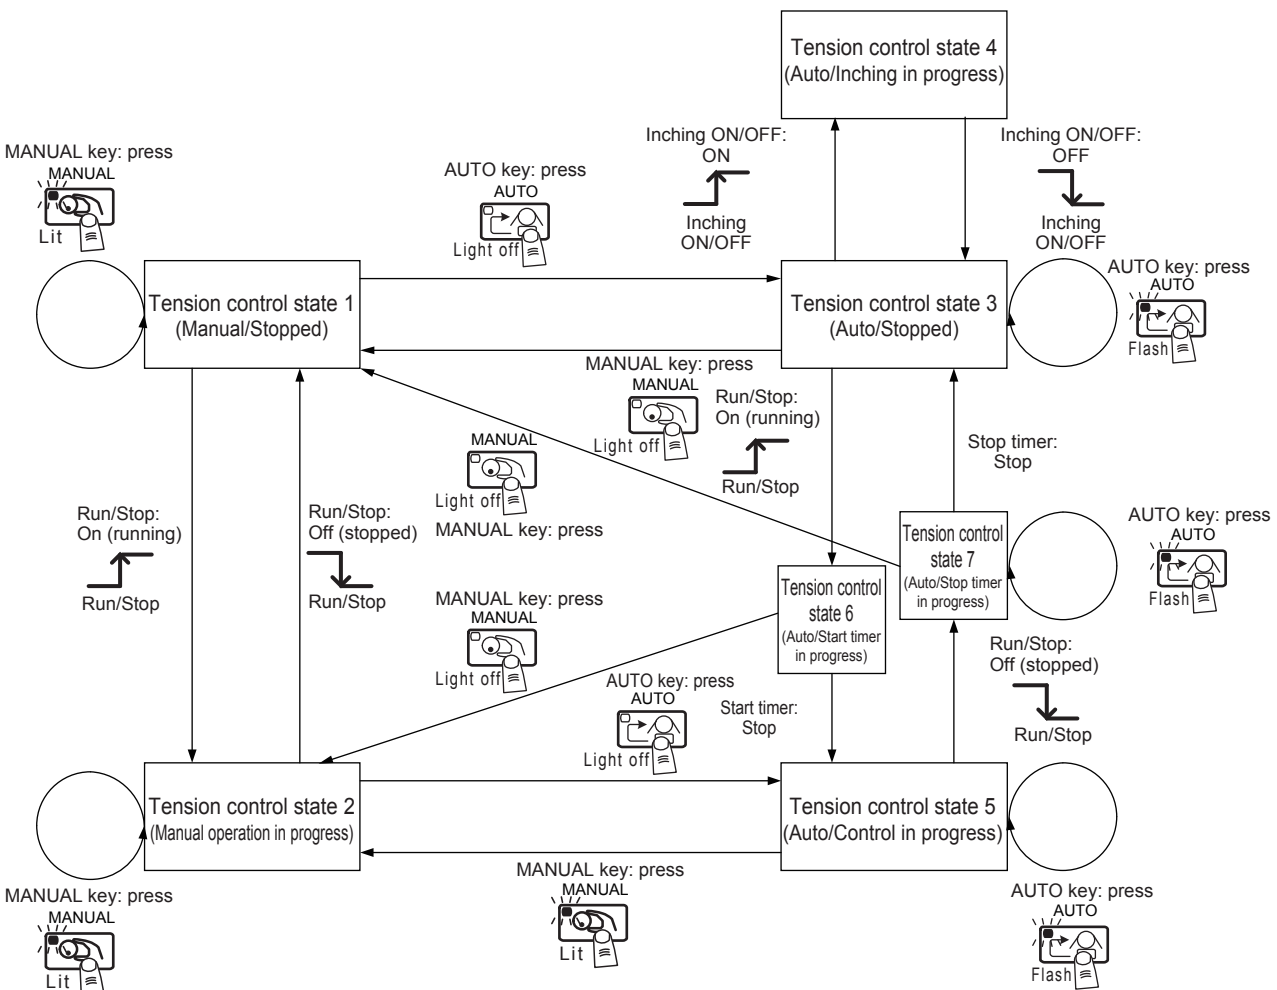 Tension control state 4
(Auto/Inching in progress)
Inching ON/OFF:
ON
Inching
ON/OFF
Inching ON/OFF:
OFF
Inching
ON/OFF
MANUAL key: press
MANUAL
Lit
AUTO key: press
AUTO
Light off
Tension control state 1
(Manual/Stopped)
Tension control state 3
(Auto/Stopped)
AUTO key: press
AUTO
Flash
MANUAL key: press
MANUAL
Light off
Run/Stop:
On (running)
Run/Stop
Stop timer:
Stop
MANUAL
Light off
MANUAL key: press
Run/Stop:
On (running)
Run/Stop
Run/Stop:
Off (stopped)
Run/Stop
Tension control
state 7
(Auto/Stop timer
in progress)
AUTO key: press
AUTO
Flash
Tension control
state 6
(Auto/Start timer
in progress)
MANUAL key: press
MANUAL
Light off
Run/Stop:
Off (stopped)
Run/Stop
AUTO key: press
AUTO
Light off
Start timer:
Stop
Tension control state 2
(Manual operation in progress)
Tension control state 5
(Auto/Control in progress)
MANUAL key: press
MANUAL
Lit
MANUAL key: press
MANUAL
Lit
AUTO key: press
AUTO
Flash